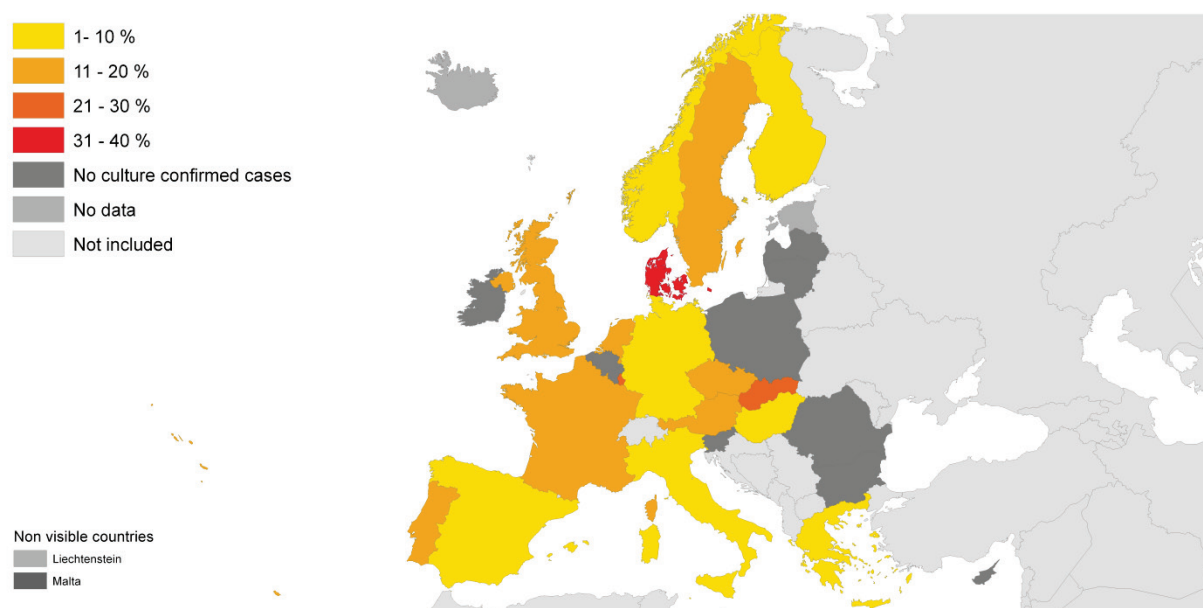 1- 10 %
11 - 20 %
21 - 30 %
31 - 40 %
No culture confirmed cases
No data
Not included
Non visible countries
Liechtenstein
Malta